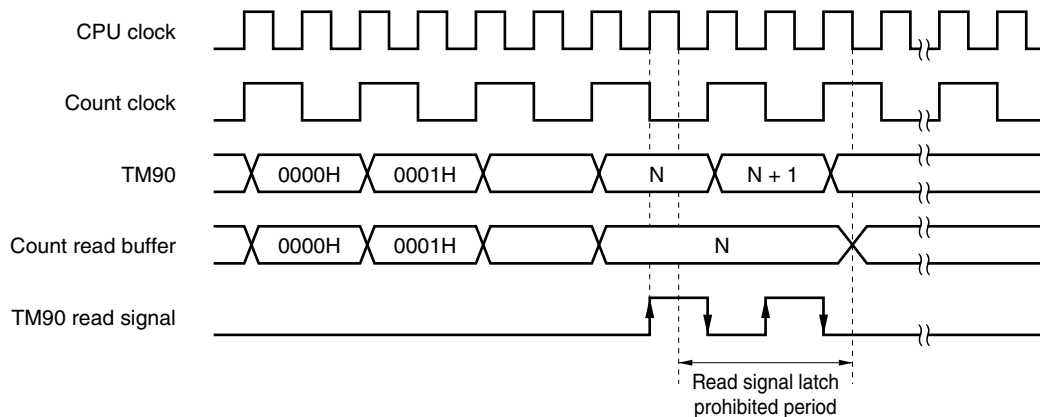 CPU clock
Count clock
TM90
0000H
0001H
N
N + 1
Count read buffer
0000H
0001H
N
TM90 read signal
Read signal latch
prohibited period